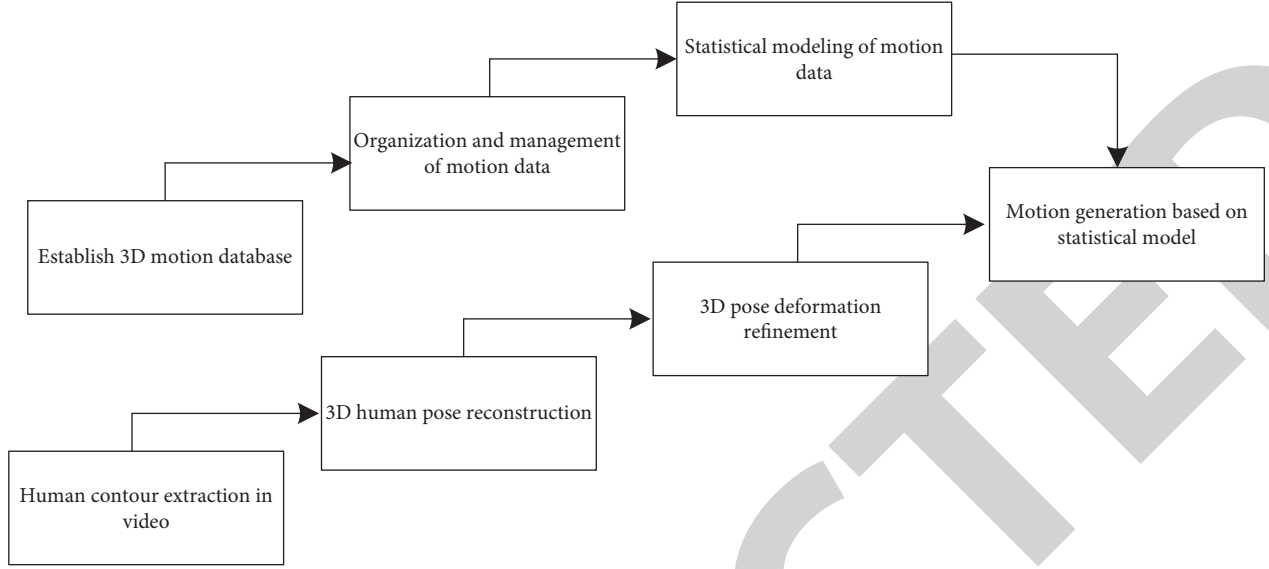 Statistical modeling of motion
data
Organization and management
of motion data
Motion generation based on
statistical model
Establish 3D motion database
3D pose deformation
refinement
3D human pose reconstruction
Human contour extraction in
video